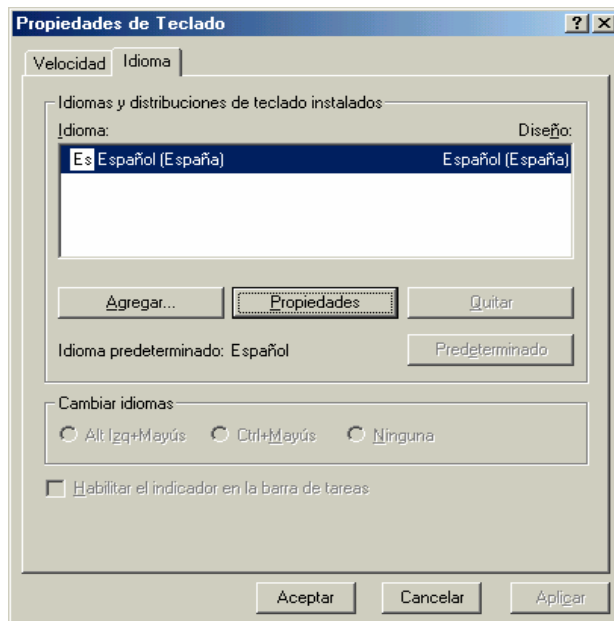 Propiedades de Teclado
Velocidad Idioma
Idiomas y distribuciones de teclado instalados
Idioma: Diseño:
Es Español (España) Español (España)
Agregar... Propiedades Quitar
Idioma predeterminado: Español Predeterminado
Cambiar idiomas
Alt Izq+Mayús Ctrl+Mayús Ninguna
Habilitar el indicador en la barra de tareas
Aceptar Cancelar Aplicar